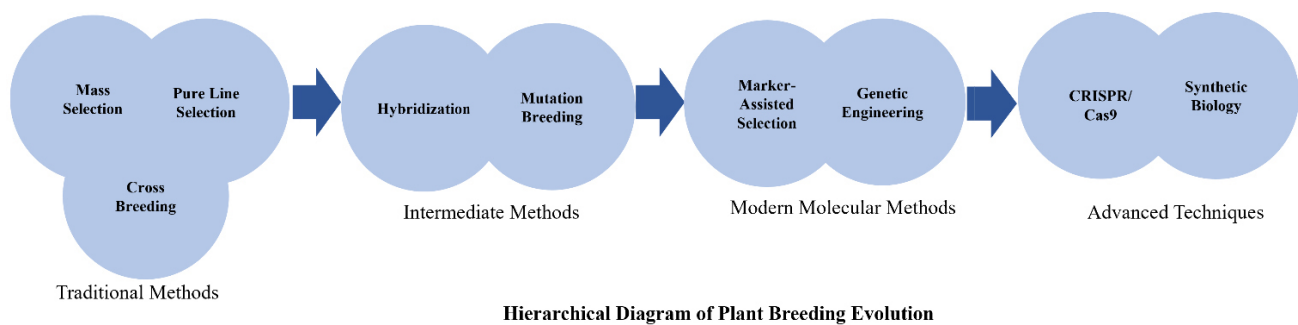 Mass
Selection
Pure Line
Selection
Cross
Breeding
Traditional Methods
Hybridization
Mutation
Breeding
Intermediate Methods
Marker-
Assisted
Selection
Genetic
Engineering
Modern Molecular Methods
CRISPR/
Cas9
Synthetic
Biology
Advanced Techniques
Hierarchical Diagram of Plant Breeding Evolution